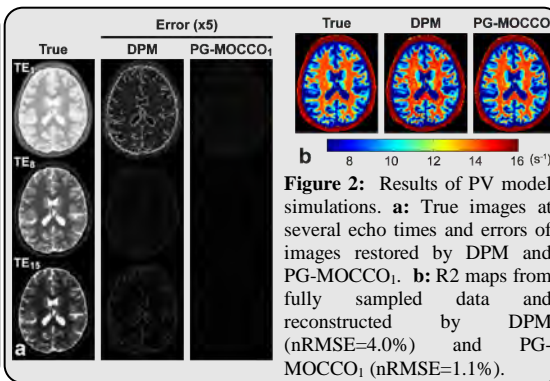 Error (x5)
True DPM PG-MOCCO₁
TE₁
TE₈
TE₁₅
a
True DPM PG-MOCCO₁
b 8 10 12 14 16 (s⁻¹)
Figure 2: Results of PV model
simulations. a: True images at
several echo times and errors of
images restored by DPM and
PG-MOCCO₁. b: R2 maps from
fully sampled data and
reconstructed by DPM
(nRMSE=4.0%) and PG-
MOCCO₁ (nRMSE=1.1%).